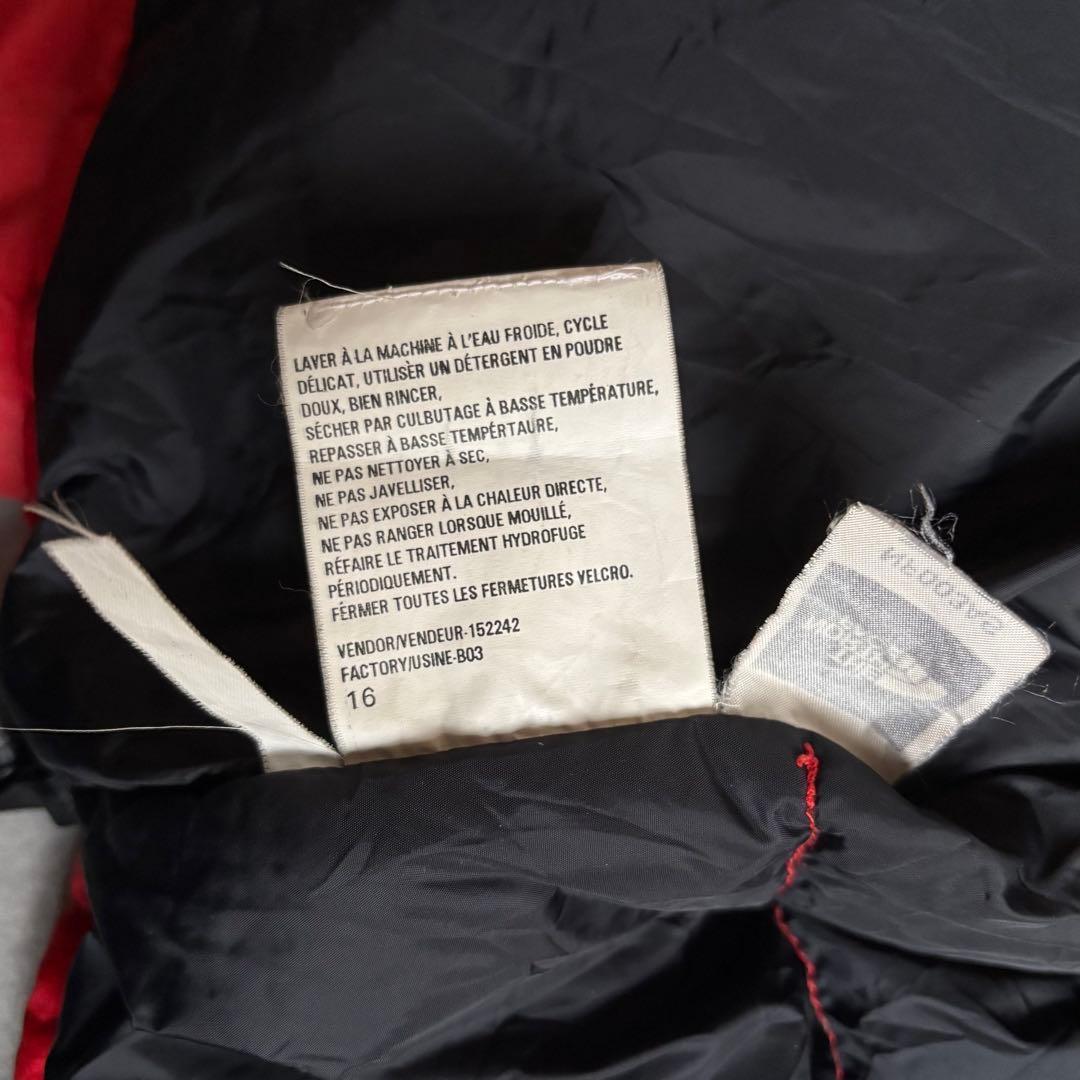 LAVER À LA MACHINE À L'EAU FROIDE, CYCLE
DÉLICAT, UTILISER UN DÉTERGENT EN POUDRE
DOUX, BIEN RINCER,
SÉCHER PAR CULBUTAGE À BASSE TEMPÉRATURE,
REPASSER À BASSE TEMPÉRTAURE,
NE PAS NETTOYER À SEC,
NE PAS JAVELLISER,
NE PAS EXPOSER À LA CHALEUR DIRECTE,
NE PAS RANGER LORSQUE MOUILLÉ,
RÉFAIRE LE TRAITEMENT HYDROFUGE
PÉRIODIQUEMENT.
FÉRMER TOUTES LES FERMETURES VELCRO.
VENDOR/VENDEUR-152242
FACTORY/USINE-B03
16